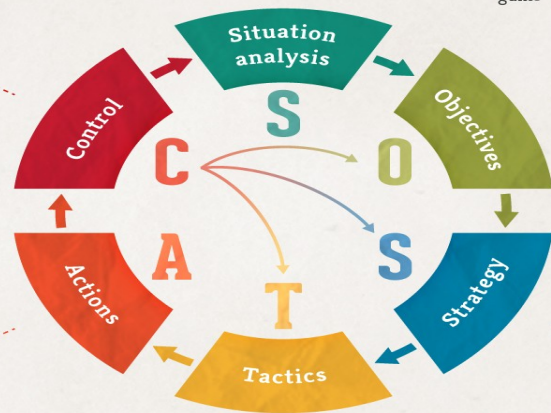 Situation
analysis
Objectives
Strategy
Tactics
Actions
Control
S
O
S
T
A
C